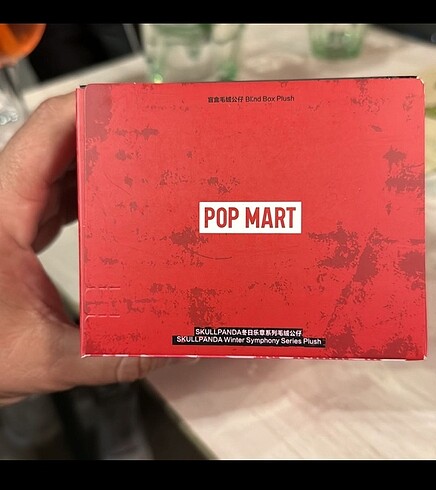 盲盒毛绒公仔 Blind Box Plush
POP MART
SKULLPANDA冬日乐章系列毛绒公仔
SKULLPANDA Winter Symphony Series Plush